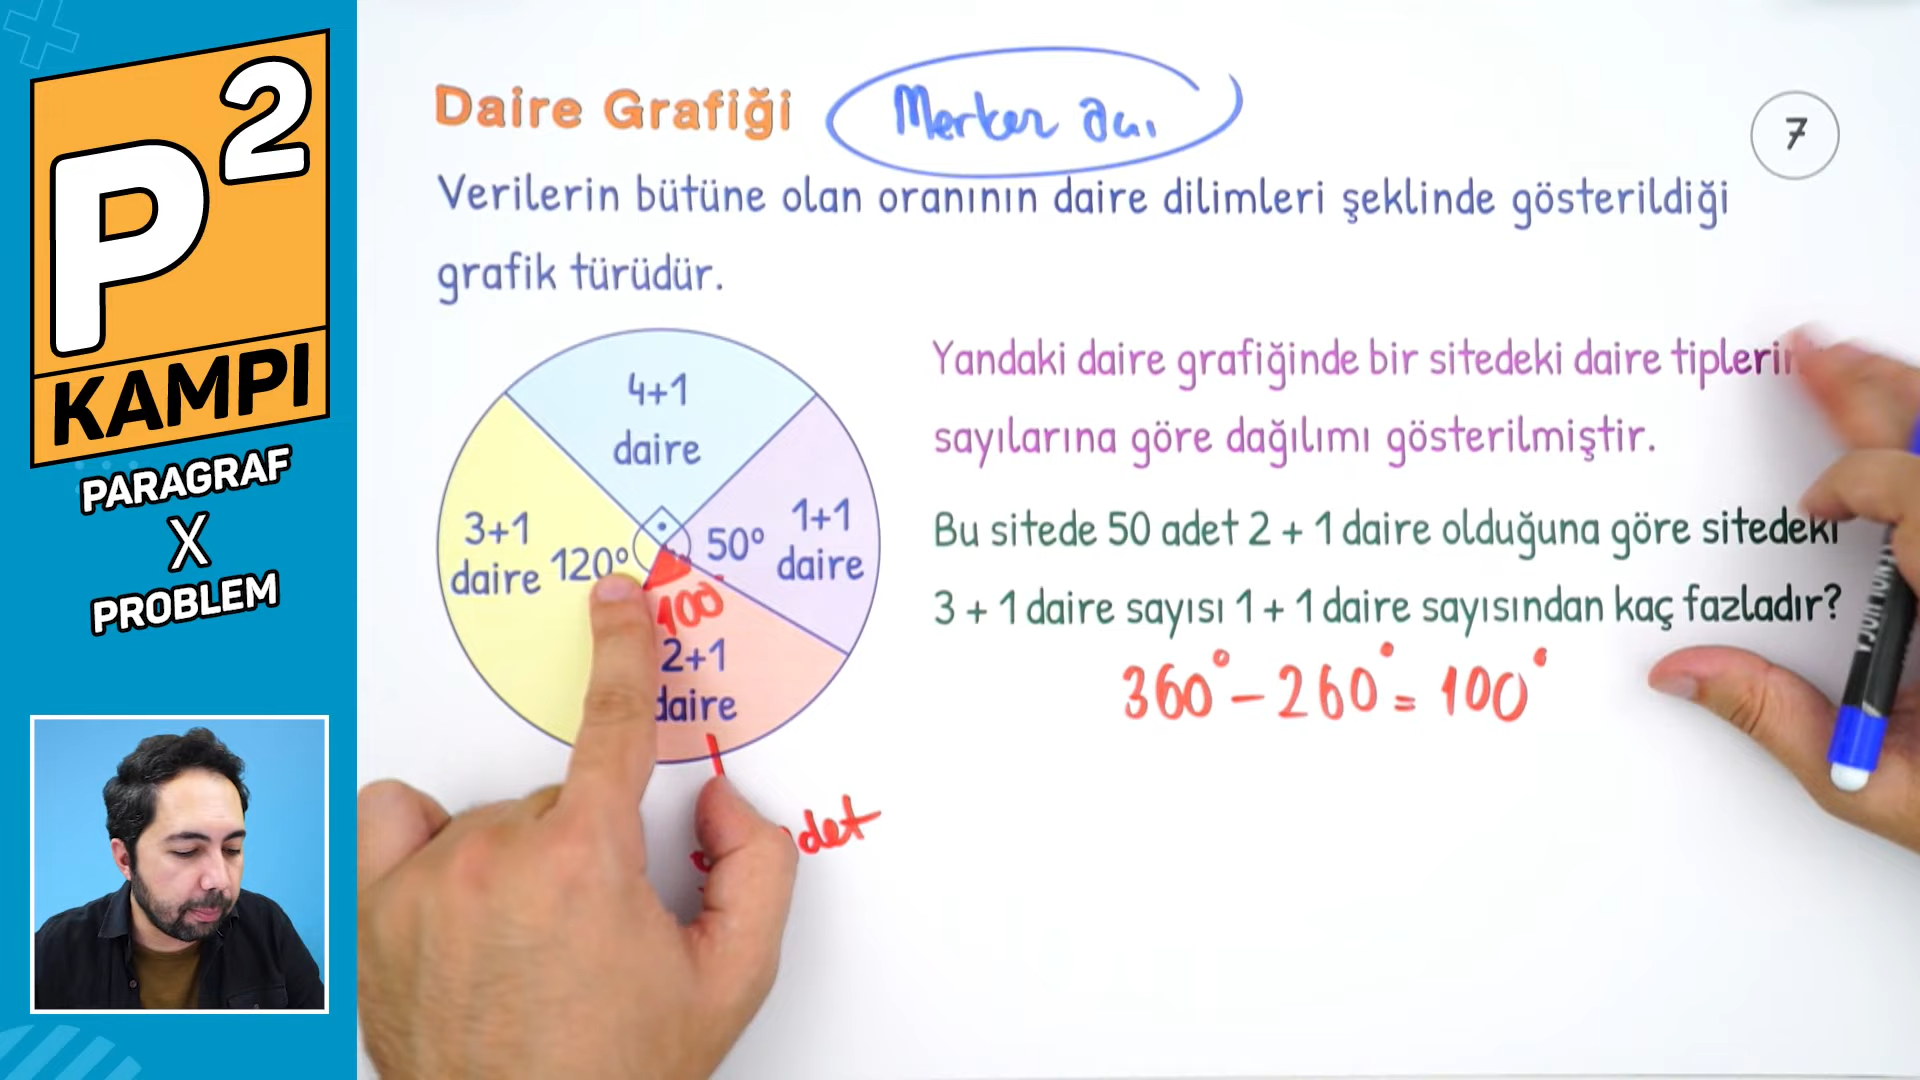 P²
KAMPI
PARAGRAF
X
PROBLEM
Daire Grafiği
Merkez açı
7
Verilerin bütüne olan oranının daire dilimleri şeklinde gösterildiği
grafik türüdür.
4+1
daire
3+1
daire
120°
50°
1+1
daire
100
2+1
daire
Yandaki daire grafiğinde bir sitedeki daire
sayılarına göre dağılımı gösterilmiştir.
Bu sitede 50 adet 2 + 1 daire olduğuna göre sitedeki
3 + 1 daire sayısı 1 + 1 daire sayısından kaç fazladır?
360° - 260° = 100°